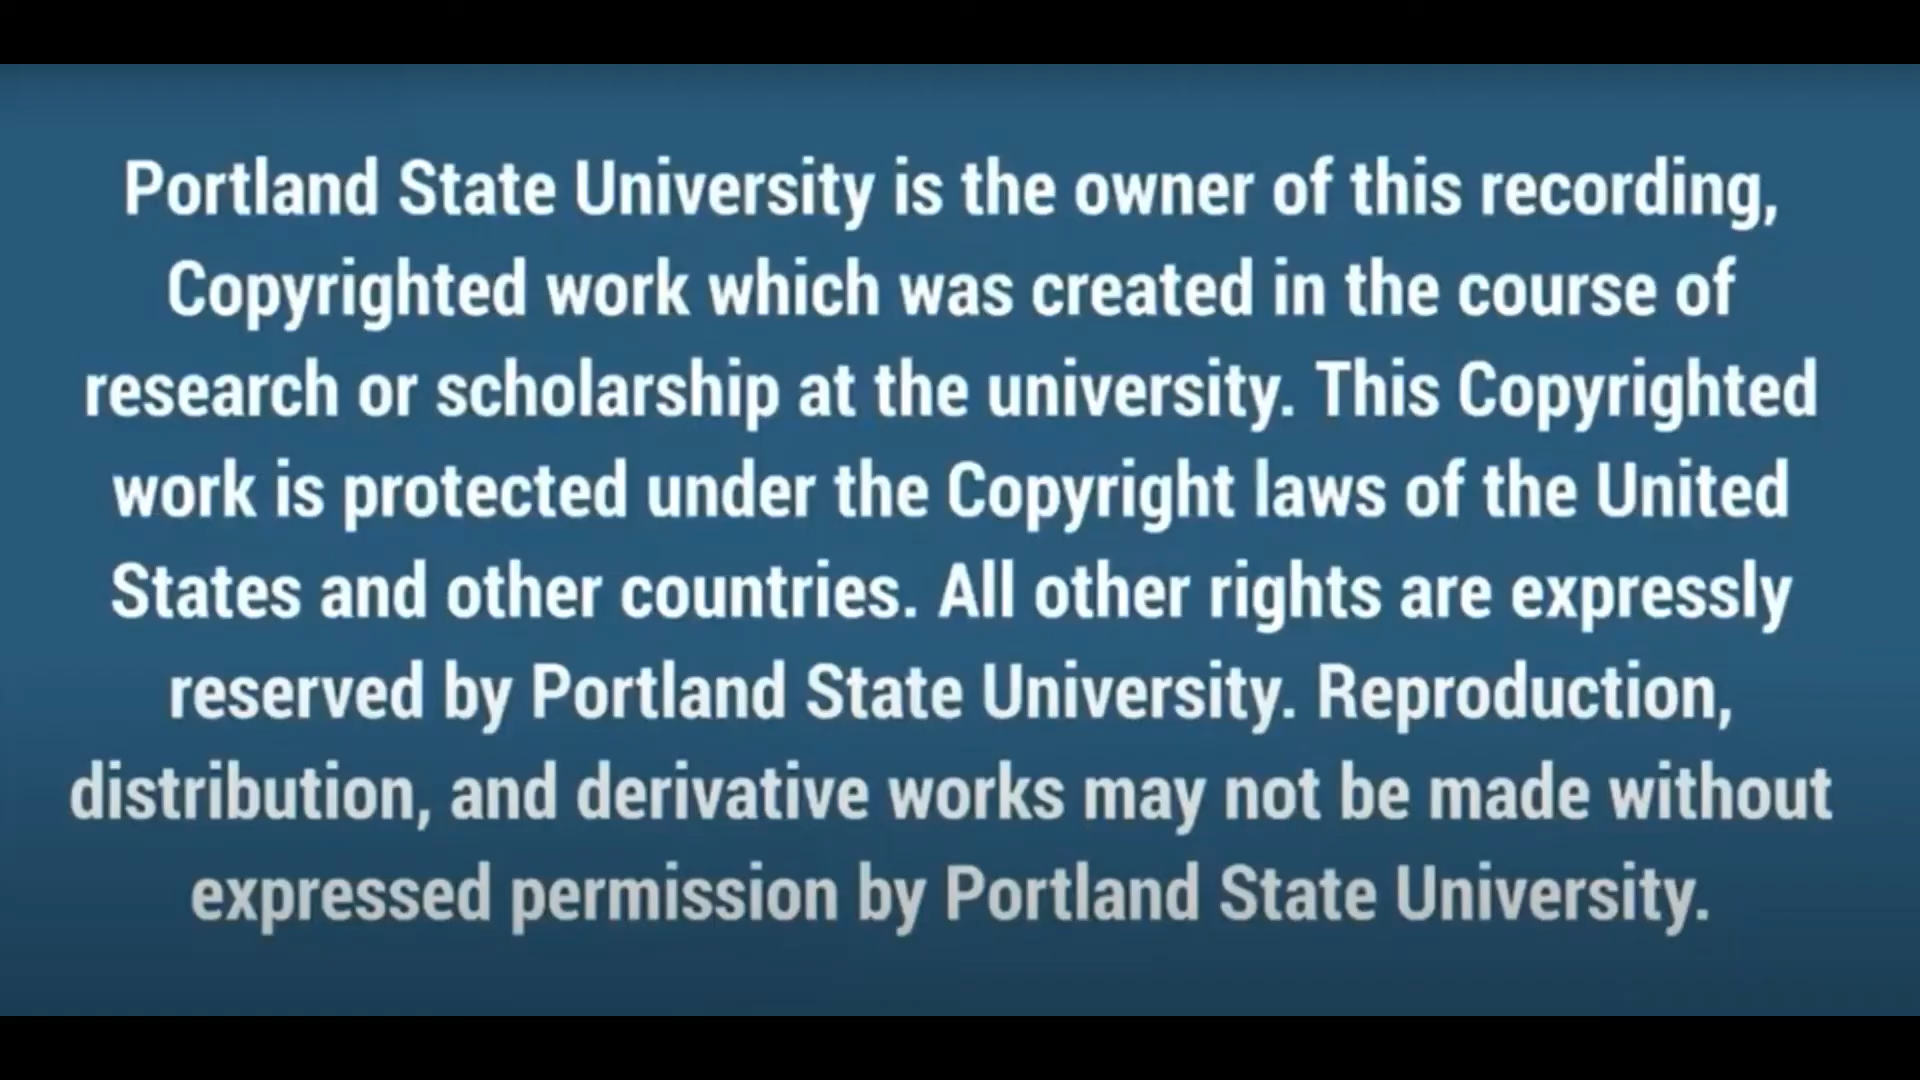 Portland State University is the owner of this recording,
Copyrighted work which was created in the course of
research or scholarship at the university. This Copyrighted
work is protected under the Copyright laws of the United
States and other countries. All other rights are expressly
reserved by Portland State University. Reproduction,
distribution, and derivative works may not be made without
expressed permission by Portland State University.